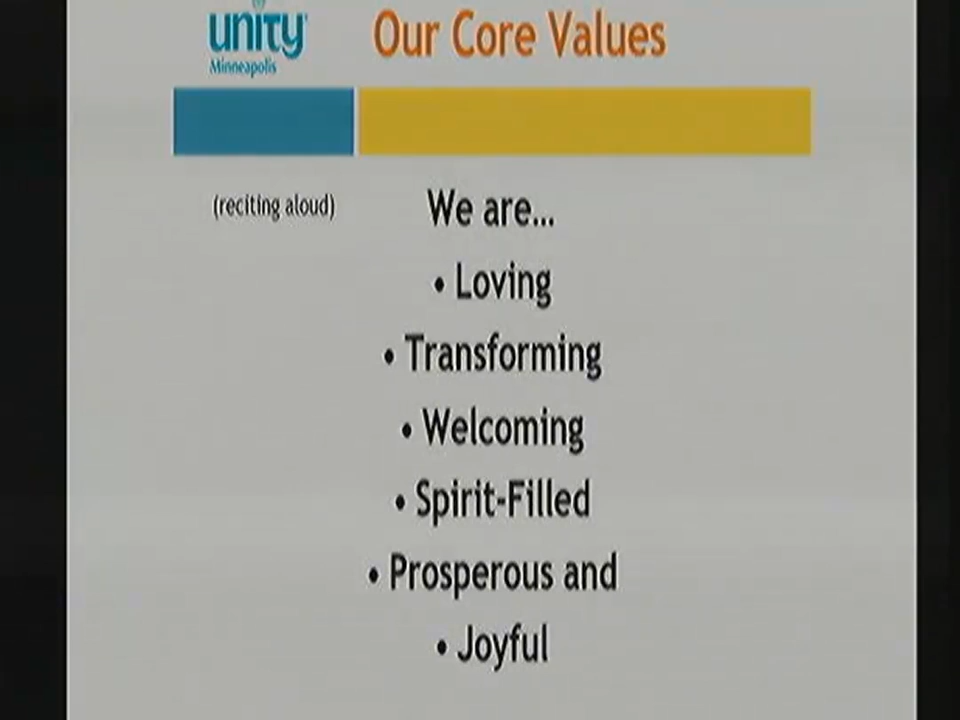 unity
Minneapolis
Our Core Values
(reciting aloud)
We are...
• Loving
• Transforming
• Welcoming
• Spirit-Filled
• Prosperous and
• Joyful